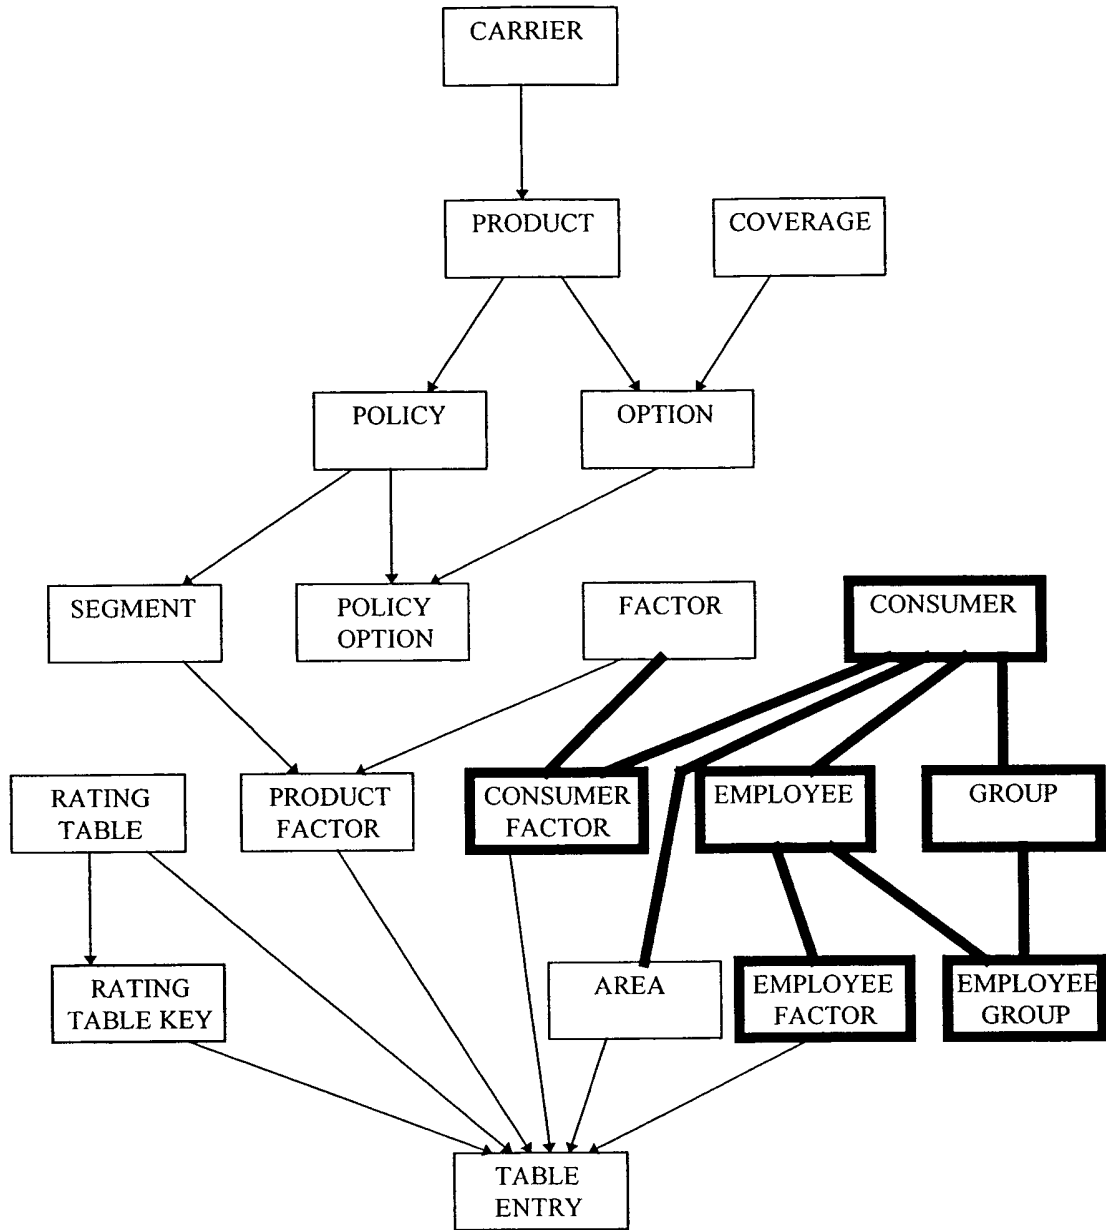 CARRIER
PRODUCT
COVERAGE
POLICY
OPTION
SEGMENT
POLICY
OPTION
FACTOR
CONSUMER
RATING
TABLE
PRODUCT
FACTOR
CONSUMER
FACTOR
EMPLOYEE
GROUP
RATING
TABLE KEY
AREA
EMPLOYEE
FACTOR
EMPLOYEE
GROUP
TABLE
ENTRY